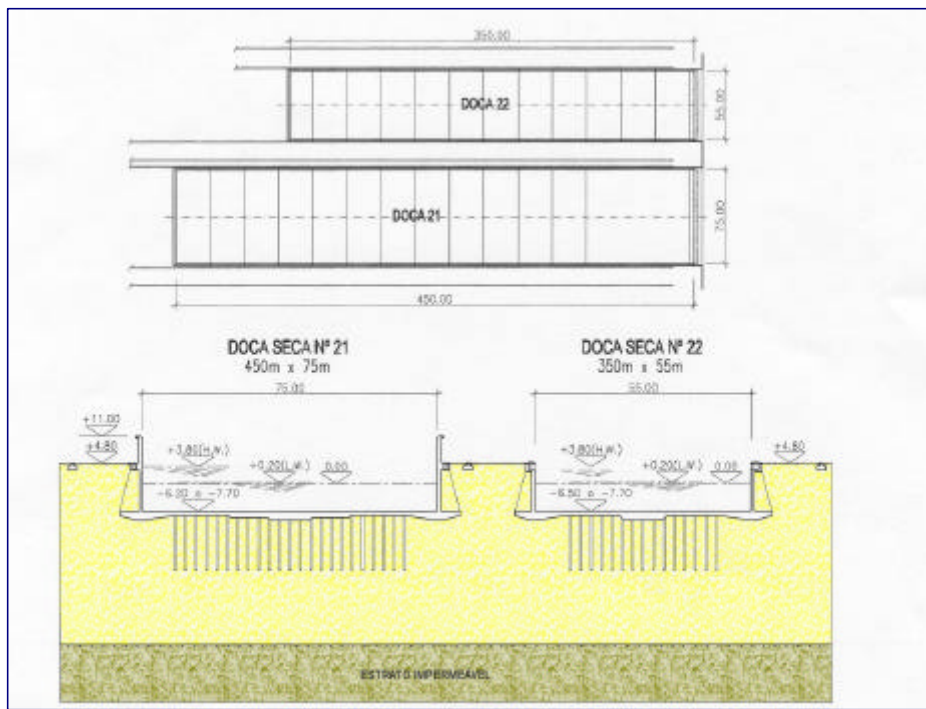 350.00
DOCA 22
55.00
DOCA 21
75.00
450.00
DOCA SECA Nº 21
450m x 75m
75.00
DOCA SECA Nº 22
350m x 55m
55.00
+11.00
+4.80
+3.80(H.W.)
+0.20(L.W.)
0.00
-6.20 a -7.70
+3.80(H.W.)
+0.20(L.W.)
0.00
-6.50 a -7.70
+4.80
ESTRATO IMPERMEÁVEL